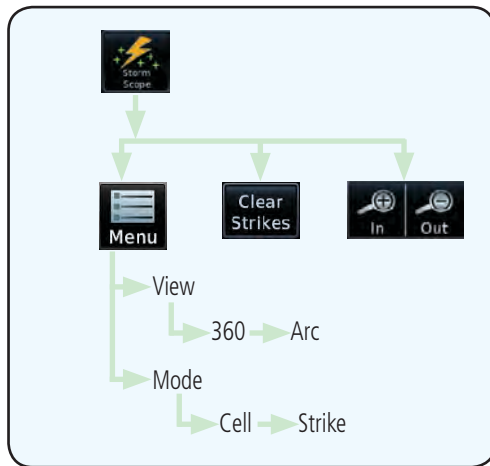 Storm
Scope
Menu
Clear
Strikes
In
Out
View
360
Arc
Mode
Cell
Strike